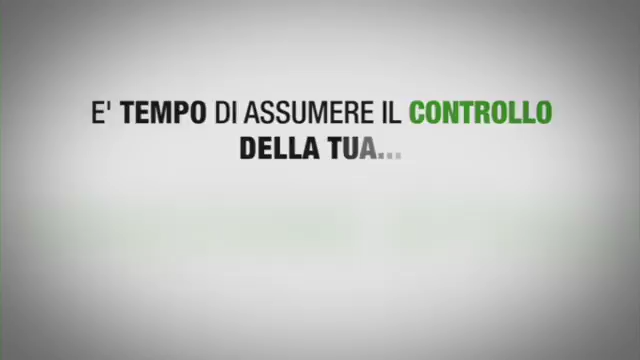 E' TEMPO DI ASSUMERE IL CONTROLLO
DELLA TUA...